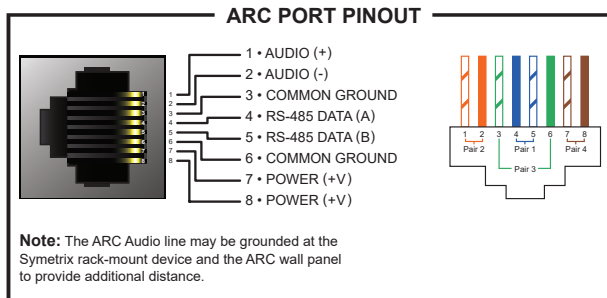 ARC PORT PINOUT
1 2 3 4 5 6 7 8
1 • AUDIO (+)
2 • AUDIO (-)
3 • COMMON GROUND
4 • RS-485 DATA (A)
5 • RS-485 DATA (B)
6 • COMMON GROUND
7 • POWER (+V)
8 • POWER (+V)
1 2 3 4 5 6 7 8
Pair 2 Pair 1 Pair 4
Pair 3
Note: The ARC Audio line may be grounded at the
Symetrix rack-mount device and the ARC wall panel
to provide additional distance.